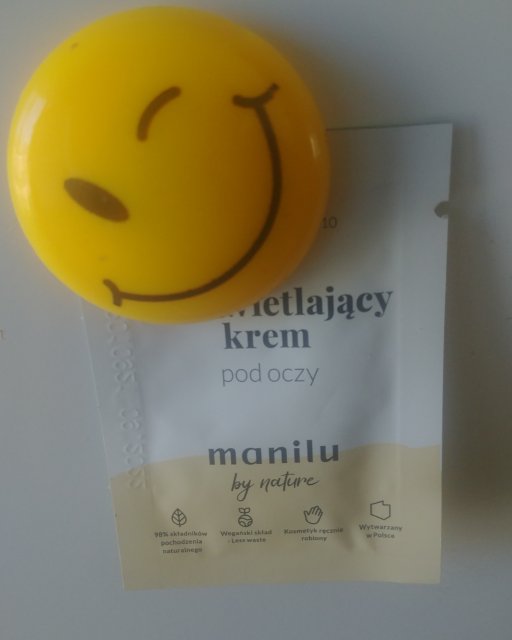 10
wietlający
krem
pod oczy
manilu
by nature
98% składników
pochodzenia
naturalnego
Wegański skład
- Less waste
Kosmetyk ręcznie
robiony
Wytwarzany
w Polsce